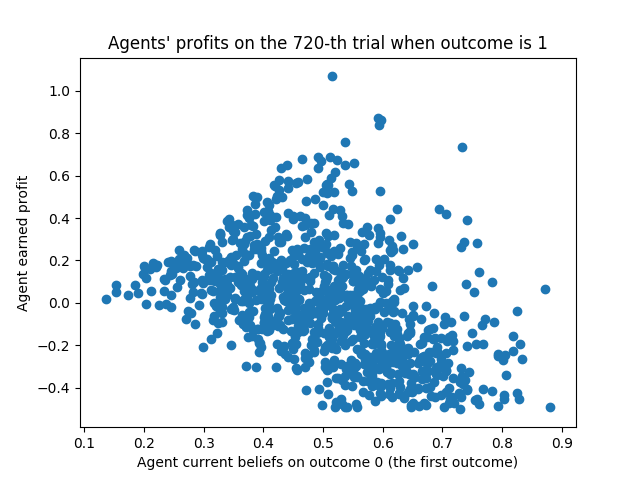 Agents' profits on the 720-th trial when outcome is 1
Agent earned profit
1.0
0.8
0.6
0.4
0.2
0.0
−0.2
−0.4
0.1 0.2 0.3 0.4 0.5 0.6 0.7 0.8 0.9
Agent current beliefs on outcome 0 (the first outcome)